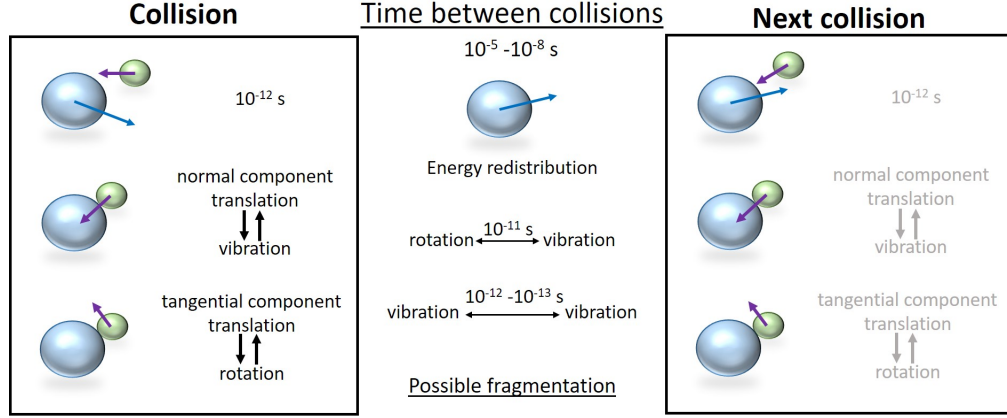 Collision
10⁻¹² s
normal component
translation
vibration
tangential component
translation
rotation
Time between collisions
10⁻⁵ -10⁻⁸ s
Energy redistribution
10⁻¹¹ s
rotation vibration
10⁻¹² -10⁻¹³ s
vibration vibration
Possible fragmentation
Next collision
10⁻¹² s
normal component
translation
vibration
tangential component
translation
rotation